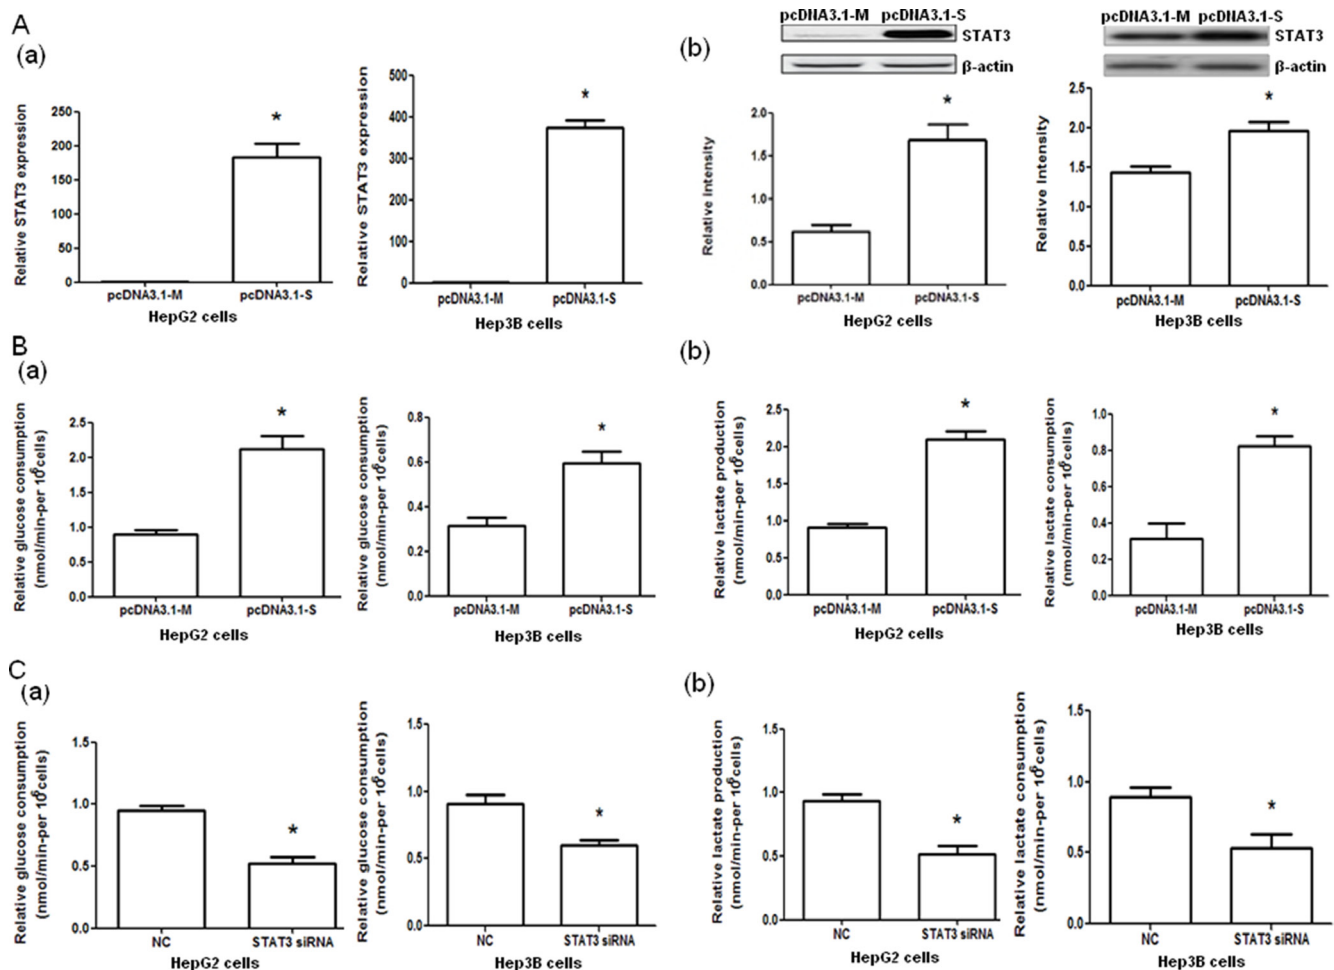 A
(a)
Relative STAT3 expression
250
200
150
100
50
0
*
pcDNA3.1-M pcDNA3.1-S
HepG2 cells
Relative STAT3 expression
500
400
300
200
100
0
*
pcDNA3.1-M pcDNA3.1-S
Hep3B cells
(b)
pcDNA3.1-M pcDNA3.1-S
STAT3
β-actin
Relative Intensity
2.0
1.5
1.0
0.5
0.0
*
pcDNA3.1-M pcDNA3.1-S
HepG2 cells
pcDNA3.1-M pcDNA3.1-S
STAT3
β-actin
Relative Intensity
2.5
2.0
1.5
1.0
0.5
0.0
*
pcDNA3.1-M pcDNA3.1-S
Hep3B cells
B
(a)
Relative glucose consumption
(nmol/min-per 10⁶cells)
2.5
2.0
1.5
1.0
0.5
0.0
*
pcDNA3.1-M pcDNA3.1-S
HepG2 cells
Relative glucose consumption
(nmol/min-per 10⁶cells)
0.8
0.6
0.4
0.2
0.0
*
pcDNA3.1-M pcDNA3.1-S
Hep3B cells
(b)
Relative lactate production
(nmol/min-per 10⁶cells)
2.5
2.0
1.5
1.0
0.5
0.0
*
pcDNA3.1-M pcDNA3.1-S
HepG2 cells
Relative lactate consumption
(nmol/min-per 10⁶cells)
1.0
0.8
0.6
0.4
0.2
0.0
*
pcDNA3.1-M pcDNA3.1-S
Hep3B cells
C
(a)
Relative glucose consumption
(nmol/min-per 10⁶cells)
1.5
1.0
0.5
0.0
*
NC STAT3 siRNA
HepG2 cells
Relative glucose consumption
(nmol/min-per 10⁶cells)
1.5
1.0
0.5
0.0
*
NC STAT3 siRNA
Hep3B cells
(b)
Relative lactate production
(nmol/min-per 10⁶cells)
1.5
1.0
0.5
0.0
*
NC STAT3 siRNA
HepG2 cells
Relative lactate consumption
(nmol/min-per 10⁶cells)
1.5
1.0
0.5
0.0
*
NC STAT3 siRNA
Hep3B cells